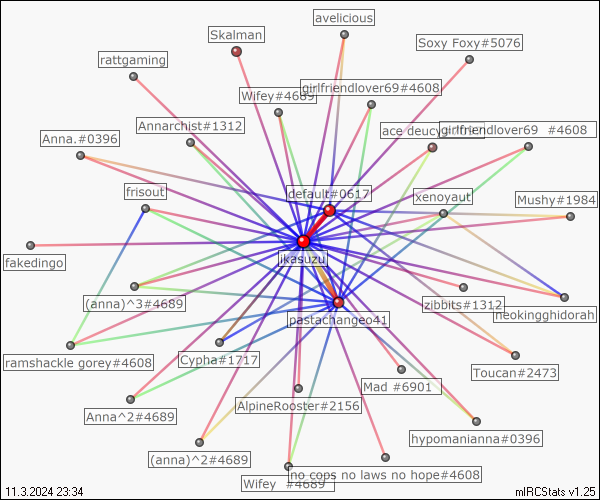 avelicious
Skalman
Soxy Foxy#5076
rattgaming
Wifey#4689
girlfriendlover69#4608
Annarchist#1312
ace deucy
girlfriendlover69 #4608
Anna.#0396
frisout
default#0617
xenoyaut
Mushy#1984
ikasuzu
fakedingo
(anna)^3#4689
zibbits#1312
neokingghidorah
pastachangeo41
ramshackle gorey#4608
Cypha#1717
Toucan#2473
Mad #6901
AlpineRooster#2156
Anna^2#4689
hypomanianna#0396
(anna)^2#4689
no cops no laws no hope#4608
Wifey #4689
11.3.2024 23:34
mIRCStats v1.25